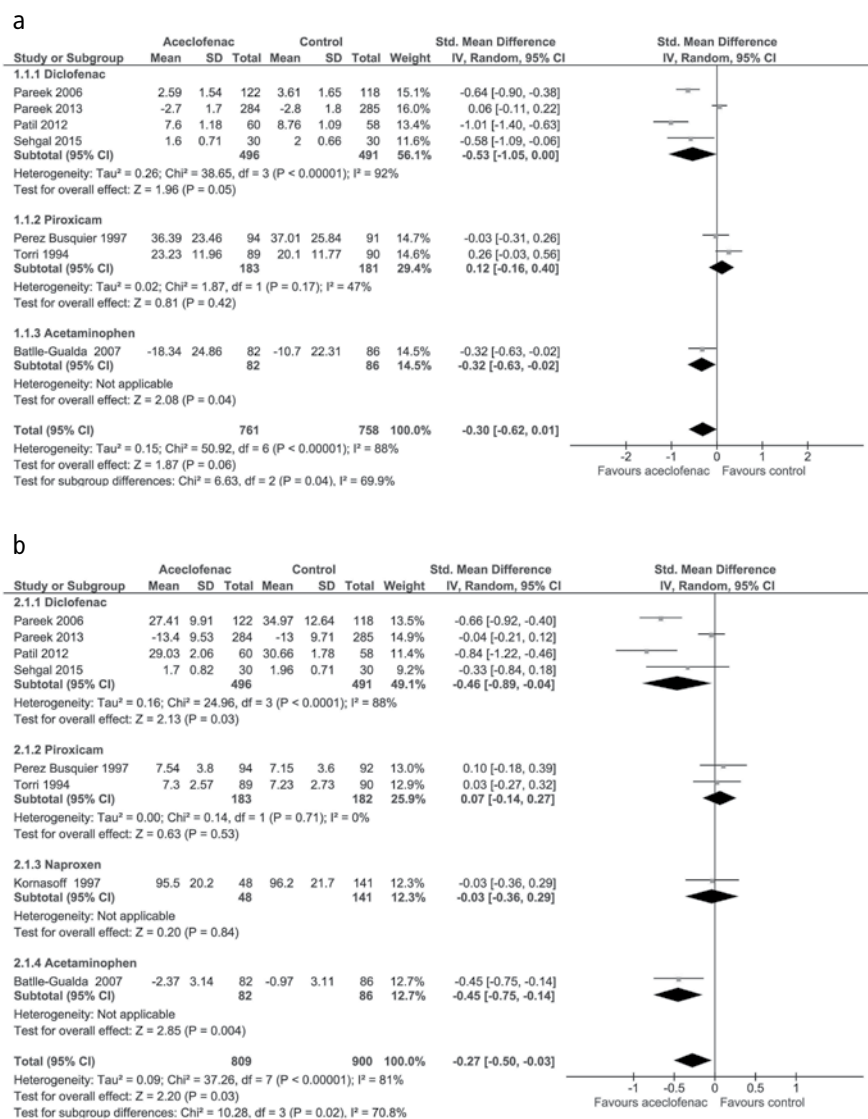 a
Aceclofenac Control Std. Mean Difference Std. Mean Difference
Study or Subgroup Mean SD Total Mean SD Total Weight IV, Random, 95% CI IV, Random, 95% CI
1.1.1 Diclofenac
Pareek 2006 2.59 1.54 122 3.61 1.65 118 15.1% -0.64 [-0.90, -0.38]
Pareek 2013 -2.7 1.7 284 -2.8 1.8 285 16.0% 0.06 [-0.11, 0.22]
Patil 2012 7.6 1.18 60 8.76 1.09 58 13.4% -1.01 [-1.40, -0.63]
Sehgal 2015 1.6 0.71 30 2 0.66 30 11.6% -0.58 [-1.09, -0.06]
Subtotal (95% CI) 496 491 56.1% -0.53 [-1.05, 0.00]
Heterogeneity: Tau² = 0.26; Chi² = 38.65, df = 3 (P < 0.00001); I² = 92%
Test for overall effect: Z = 1.96 (P = 0.05)
1.1.2 Piroxicam
Perez Busquier 1997 36.39 23.46 94 37.01 25.84 91 14.7% -0.03 [-0.31, 0.26]
Torri 1994 23.23 11.96 89 20.1 11.77 90 14.6% 0.26 [-0.03, 0.56]
Subtotal (95% CI) 183 181 29.4% 0.12 [-0.16, 0.40]
Heterogeneity: Tau² = 0.02; Chi² = 1.87, df = 1 (P = 0.17); I² = 47%
Test for overall effect: Z = 0.81 (P = 0.42)
1.1.3 Acetaminophen
Batlle-Gualda 2007 -18.34 24.86 82 -10.7 22.31 86 14.5% -0.32 [-0.63, -0.02]
Subtotal (95% CI) 82 86 14.5% -0.32 [-0.63, -0.02]
Heterogeneity: Not applicable
Test for overall effect: Z = 2.08 (P = 0.04)
Total (95% CI) 761 758 100.0% -0.30 [-0.62, 0.01]
Heterogeneity: Tau² = 0.15; Chi² = 50.92, df = 6 (P < 0.00001); I² = 88%
Test for overall effect: Z = 1.87 (P = 0.06)
Test for subgroup differences: Chi² = 6.63, df = 2 (P = 0.04), I² = 69.9%
-2 -1 0 1 2
Favours aceclofenac Favours control
b
Aceclofenac Control Std. Mean Difference Std. Mean Difference
Study or Subgroup Mean SD Total Mean SD Total Weight IV, Random, 95% CI IV, Random, 95% CI
2.1.1 Diclofenac
Pareek 2006 27.41 9.91 122 34.97 12.64 118 13.5% -0.66 [-0.92, -0.40]
Pareek 2013 -13.4 9.53 284 -13 9.71 285 14.9% -0.04 [-0.21, 0.12]
Patil 2012 29.03 2.06 60 30.66 1.78 58 11.4% -0.84 [-1.22, -0.46]
Sehgal 2015 1.7 0.82 30 1.96 0.71 30 9.2% -0.33 [-0.84, 0.18]
Subtotal (95% CI) 496 491 49.1% -0.46 [-0.89, -0.04]
Heterogeneity: Tau² = 0.16; Chi² = 24.96, df = 3 (P < 0.0001); I² = 88%
Test for overall effect: Z = 2.13 (P = 0.03)
2.1.2 Piroxicam
Perez Busquier 1997 7.54 3.8 94 7.15 3.6 92 13.0% 0.10 [-0.18, 0.39]
Torri 1994 7.3 2.57 89 7.23 2.73 90 12.9% 0.03 [-0.27, 0.32]
Subtotal (95% CI) 183 182 25.9% 0.07 [-0.14, 0.27]
Heterogeneity: Tau² = 0.00; Chi² = 0.14, df = 1 (P = 0.71); I² = 0%
Test for overall effect: Z = 0.63 (P = 0.53)
2.1.3 Naproxen
Kornasoff 1997 95.5 20.2 48 96.2 21.7 141 12.3% -0.03 [-0.36, 0.29]
Subtotal (95% CI) 48 141 12.3% -0.03 [-0.36, 0.29]
Heterogeneity: Not applicable
Test for overall effect: Z = 0.20 (P = 0.84)
2.1.4 Acetaminophen
Batlle-Gualda 2007 -2.37 3.14 82 -0.97 3.11 86 12.7% -0.45 [-0.75, -0.14]
Subtotal (95% CI) 82 86 12.7% -0.45 [-0.75, -0.14]
Heterogeneity: Not applicable
Test for overall effect: Z = 2.85 (P = 0.004)
Total (95% CI) 809 900 100.0% -0.27 [-0.50, -0.03]
Heterogeneity: Tau² = 0.09; Chi² = 37.26, df = 7 (P < 0.00001); I² = 81%
Test for overall effect: Z = 2.20 (P = 0.03)
Test for subgroup differences: Chi² = 10.28, df = 3 (P = 0.02), I² = 70.8%
-1 -0.5 0 0.5 1
Favours aceclofenac Favours control